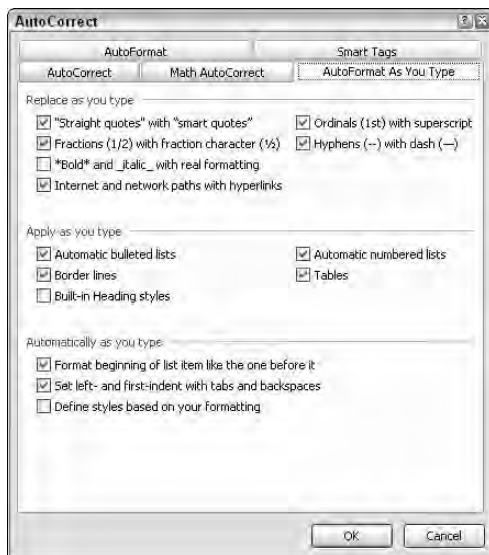 AutoCorrect
AutoFormat Smart Tags
AutoCorrect Math AutoCorrect AutoFormat As You Type
Replace as you type
"Straight quotes" with “smart quotes” Ordinals (1st) with superscript
Fractions (1/2) with fraction character (½) Hyphens (--) with dash (—)
*Bold* and _italic_ with real formatting
Internet and network paths with hyperlinks
Apply as you type
Automatic bulleted lists Automatic numbered lists
Border lines Tables
Built-in Heading styles
Automatically as you type
Format beginning of list item like the one before it
Set left- and first-indent with tabs and backspaces
Define styles based on your formatting
OK Cancel